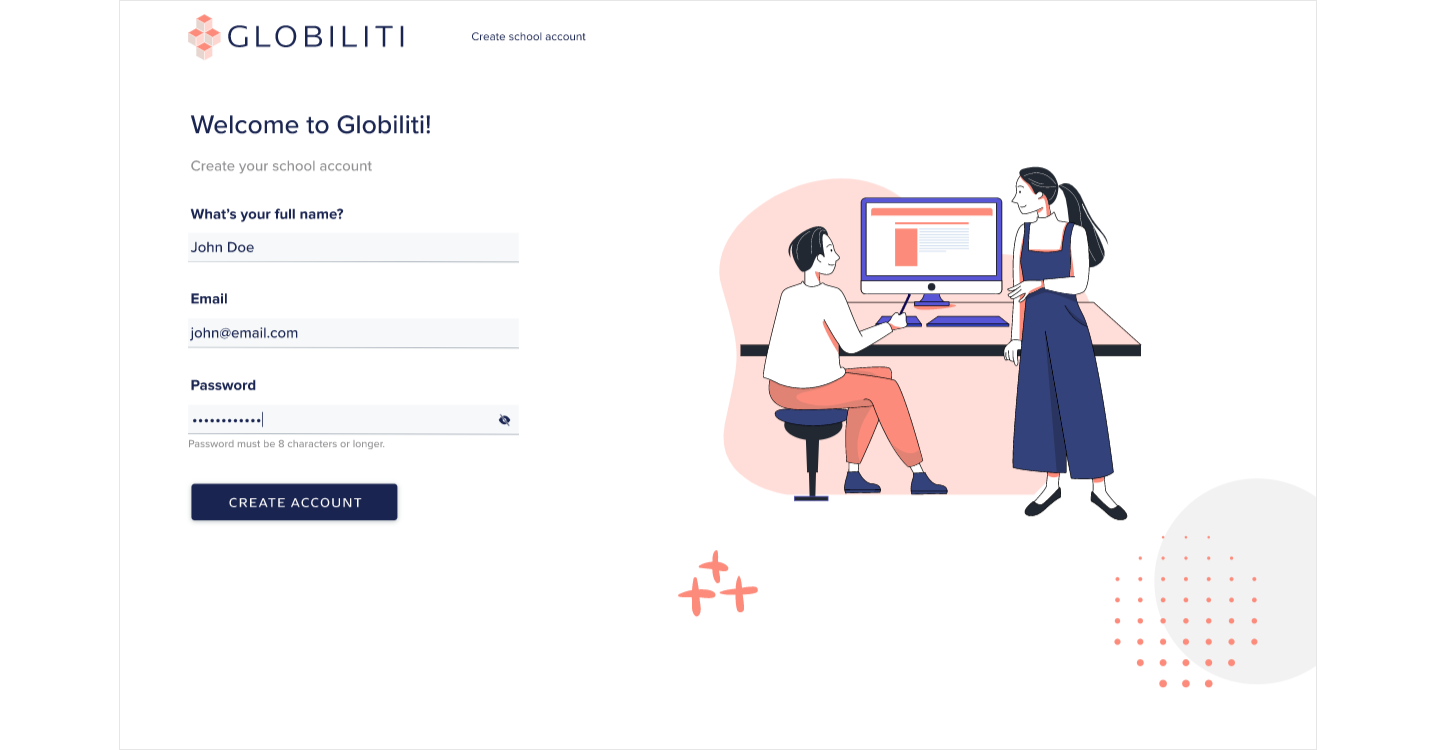 GLOBILITI
Create school account
Welcome to Globiliti!
Create your school account
What's your full name?
John Doe
Email
john@email.com
Password
••••••••••••
Password must be 8 characters or longer.
CREATE ACCOUNT